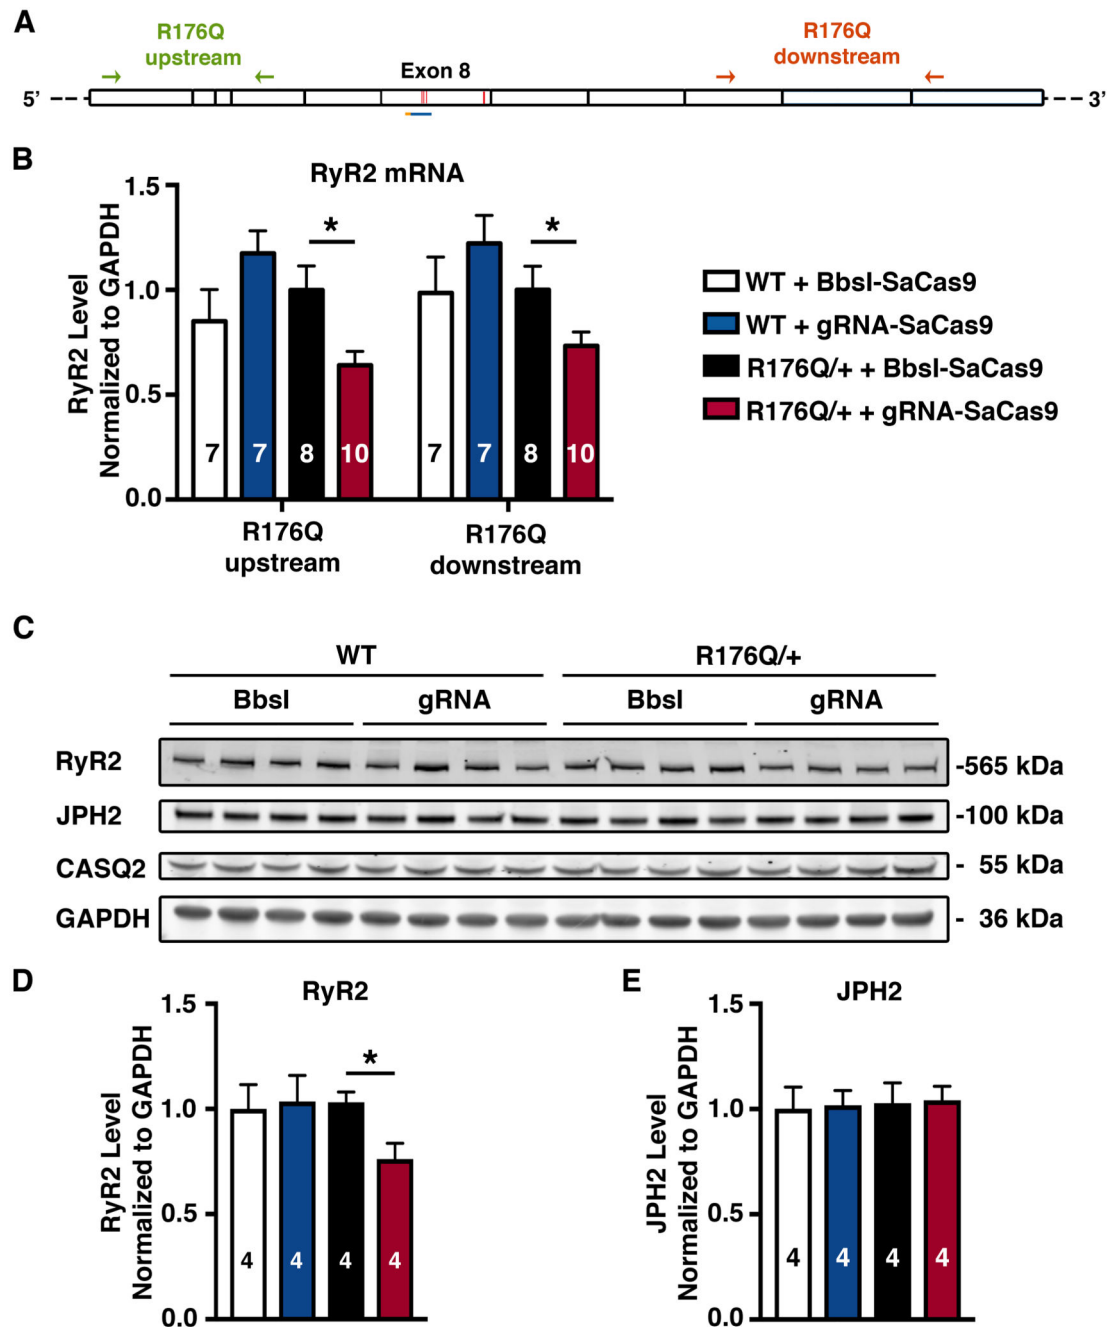 A
R176Q
upstream
Exon 8
R176Q
downstream
5’
3’
B
RyR2 mRNA
RyR2 Level
Normalized to GAPDH
1.5
1.0
0.5
0.0
*
*
7
7
8
10
7
7
8
10
R176Q
upstream
R176Q
downstream
WT + BbsI-SaCas9
WT + gRNA-SaCas9
R176Q/+ + BbsI-SaCas9
R176Q/+ + gRNA-SaCas9
C
WT
R176Q/+
BbsI
gRNA
BbsI
gRNA
RyR2
-565 kDa
JPH2
-100 kDa
CASQ2
- 55 kDa
GAPDH
- 36 kDa
D
RyR2
RyR2 Level
Normalized to GAPDH
1.5
1.0
0.5
0.0
*
4
4
4
4
E
JPH2
JPH2 Level
Normalized to GAPDH
1.5
1.0
0.5
0.0
4
4
4
4